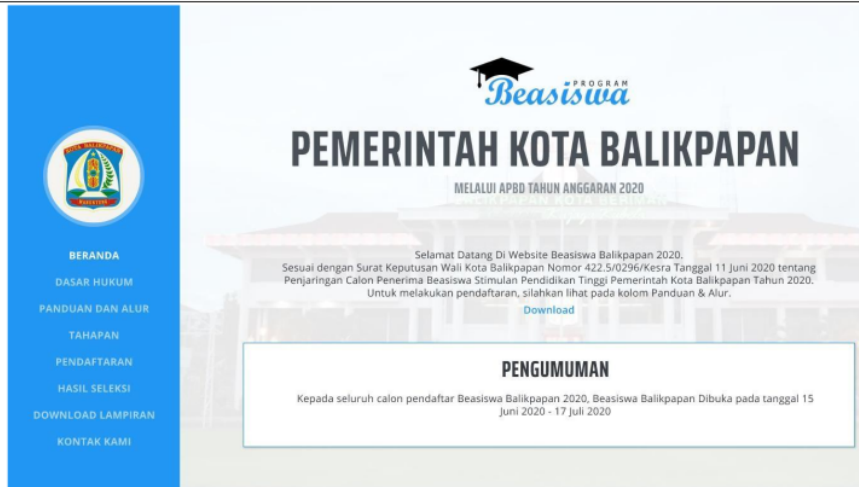 KOTA BALIKPAPAN
BERANDA
DASAR HUKUM
PANDUAN DAN ALUR
TAHAPAN
PENDAFTARAN
HASIL SELEKSI
DOWNLOAD LAMPIRAN
KONTAK KAMI
PROGRAM
Beasiswa
PEMERINTAH KOTA BALIKPAPAN
MELALUI APBD TAHUN ANGGARAN 2020
Selamat Datang Di Website Beasiswa Balikpapan 2020.
Sesuai dengan Surat Keputusan Wali Kota Balikpapan Nomor 422.5/0296/Kesra Tanggal 11 Juni 2020 tentang
Penjaringan Calon Penerima Beasiswa Stimulan Pendidikan Tinggi Pemerintah Kota Balikpapan Tahun 2020.
Untuk melakukan pendaftaran, silahkan lihat pada kolom Panduan & Alur.
Download
PENGUMUMAN
Kepada seluruh calon pendaftar Beasiswa Balikpapan 2020, Beasiswa Balikpapan Dibuka pada tanggal 15
Juni 2020 - 17 Juli 2020